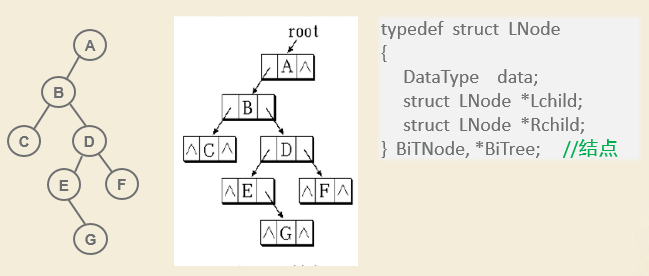 A
B
C
D
E
F
G
root
A ∧
B
∧ C ∧
D
∧ E
∧ F ∧
∧ G ∧
typedef struct LNode
{
DataType data;
struct LNode *Lchild;
struct LNode *Rchild;
} BiTNode, *BiTree; //结点